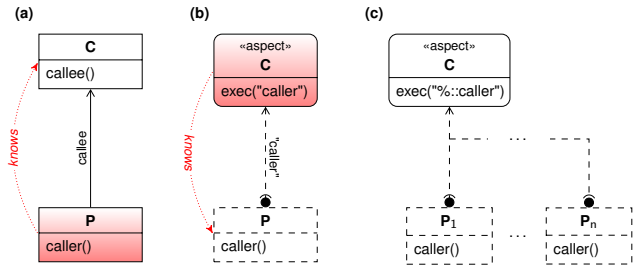 (a)
C
callee()
knows
callee
P
caller()
(b)
«aspect»
C
exec("caller")
knows
"caller"
P
caller()
(c)
«aspect»
C
exec("%::caller")
...
P1
caller()
...
Pn
caller()